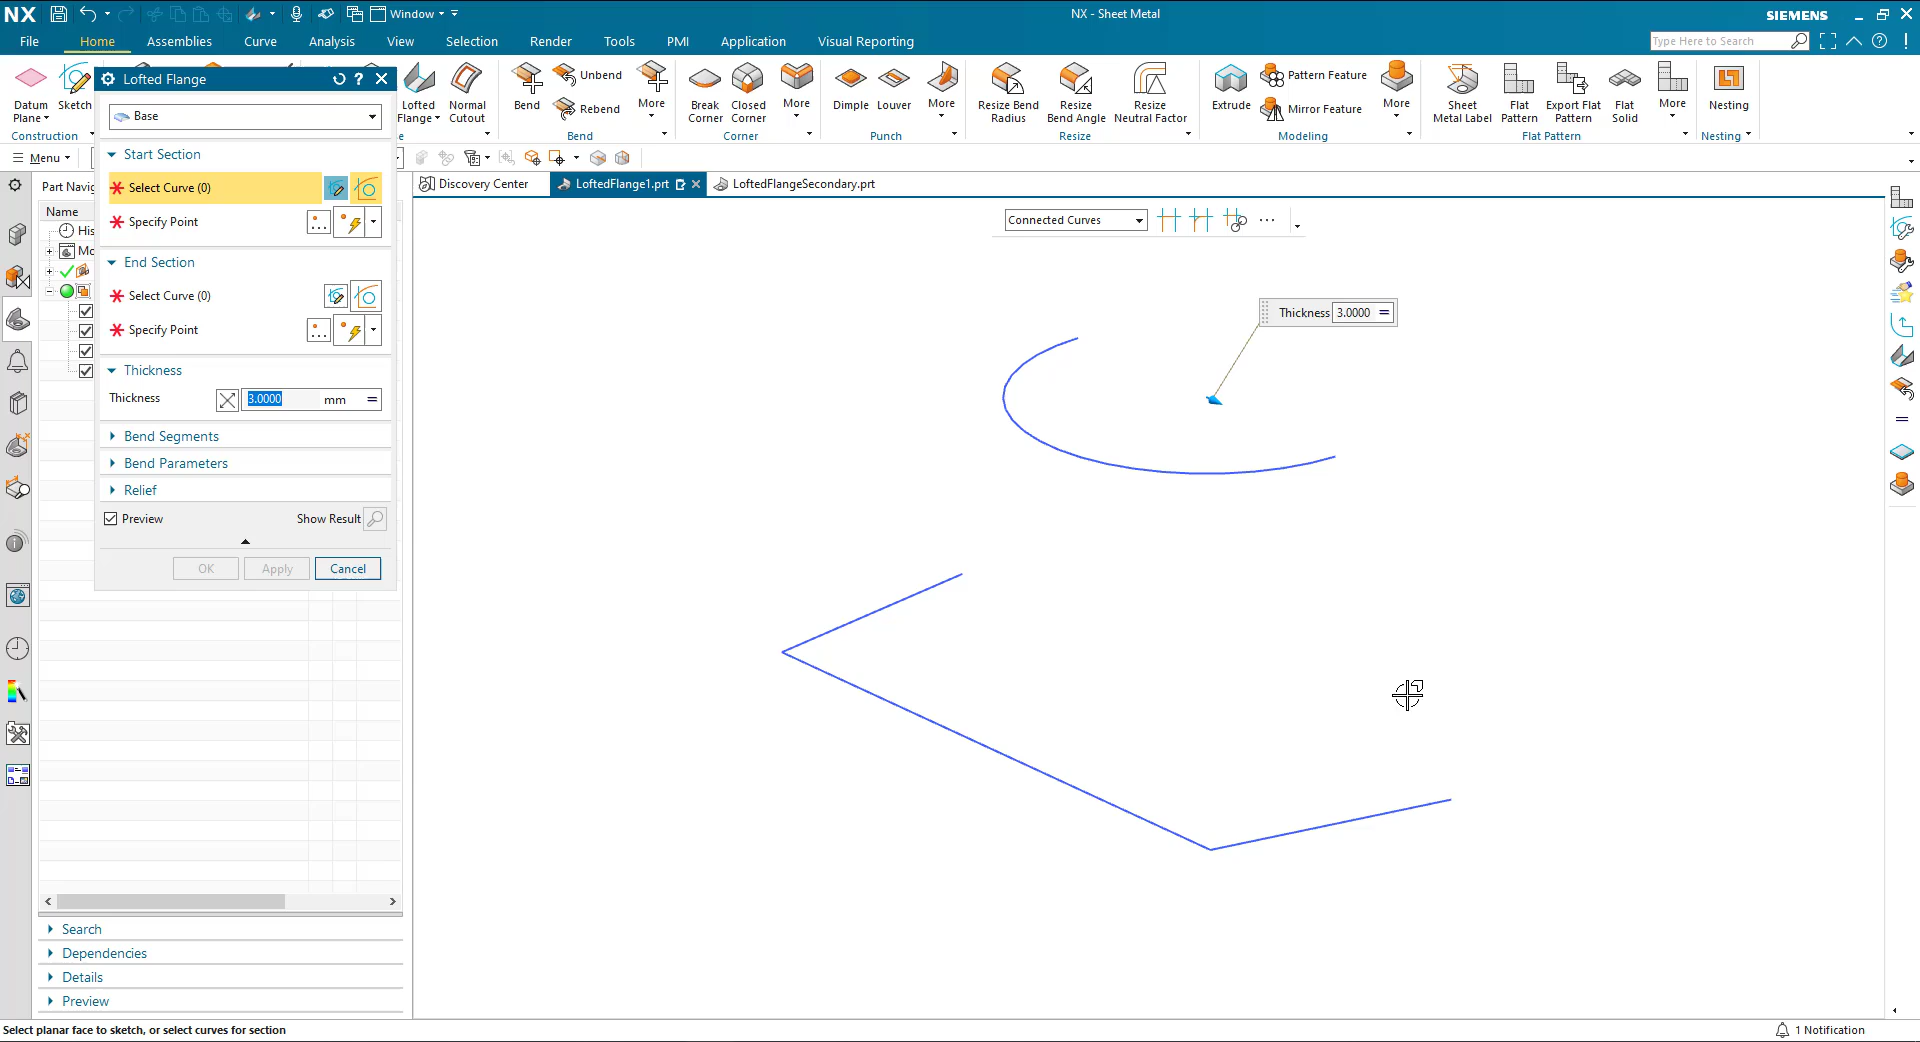 NX
Window
NX - Sheet Metal
SIEMENS
File
Home
Assemblies
Curve
Analysis
View
Selection
Render
Tools
PMI
Application
Visual Reporting
Type Here to Search
Datum Plane
Sketch
Construction
Lofted Flange
Normal Cutout
Bend
Unbend
Rebend
More
Bend
Break Corner
Closed Corner
More
Corner
Dimple
Louver
More
Punch
Resize Bend Radius
Resize Bend Angle
Resize Neutral Factor
Resize
Extrude
Pattern Feature
Mirror Feature
More
Modeling
Sheet Metal Label
Flat Pattern
Export Flat Pattern
Flat Solid
More
Flat Pattern
Nesting
Nesting
Menu
Lofted Flange
Base
Start Section
Select Curve (0)
Specify Point
End Section
Select Curve (0)
Specify Point
Thickness
Thickness
3.0000
mm
=
Bend Segments
Bend Parameters
Relief
Preview
Show Result
OK
Apply
Cancel
Part Navig
Name
His
Mo
Discovery Center
LoftedFlange1.prt
LoftedFlangeSecondary.prt
Connected Curves
Thickness 3.0000 =
Search
Dependencies
Details
Preview
Select planar face to sketch, or select curves for section
1 Notification